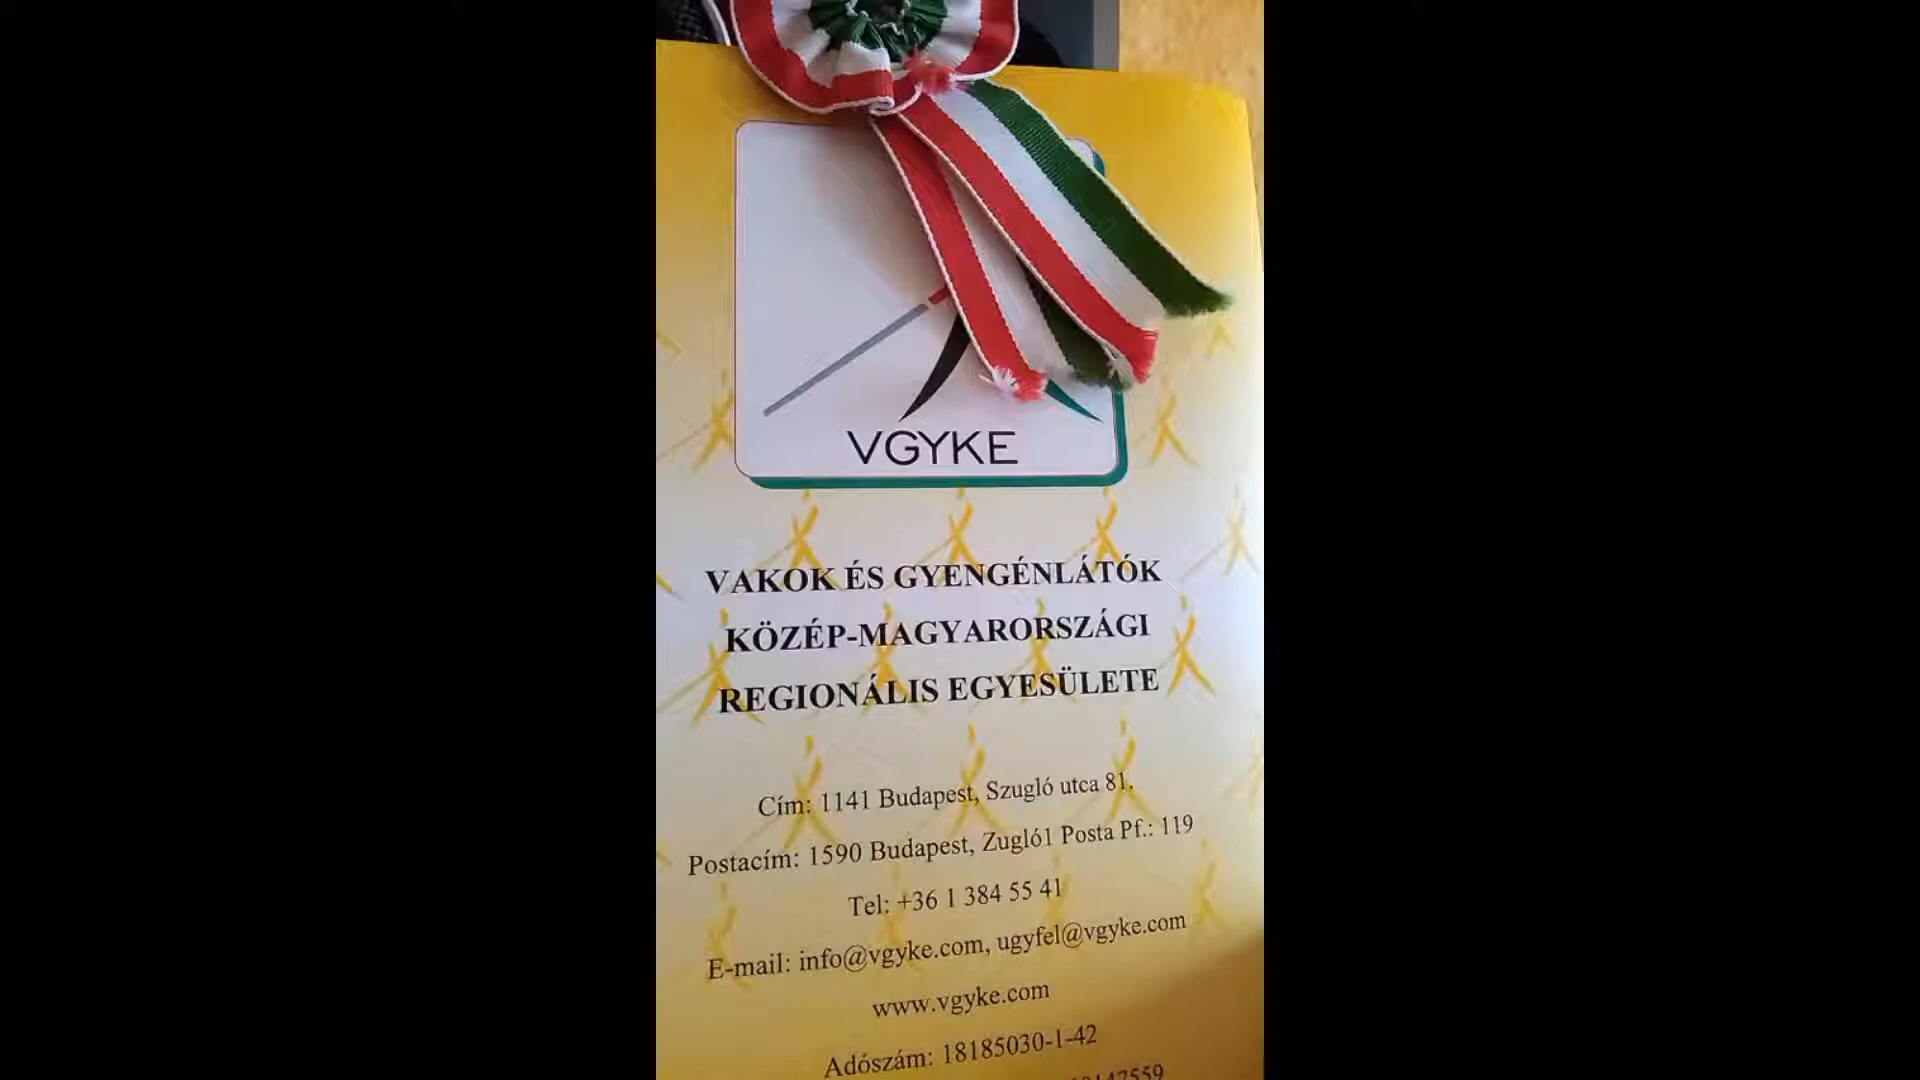 VGYKE
VAKOK ÉS GYENGÉNLÁTÓK
KÖZÉP-MAGYARORSZÁGI
REGIONÁLIS EGYESÜLETE
Cím: 1141 Budapest, Szugló utca 81.
Postacím: 1590 Budapest, Zugló1 Posta Pf.: 119
Tel: +36 1 384 55 41
E-mail: info@vgyke.com, ugyfel@vgyke.com
www.vgyke.com
Adószám: 18185030-1-42